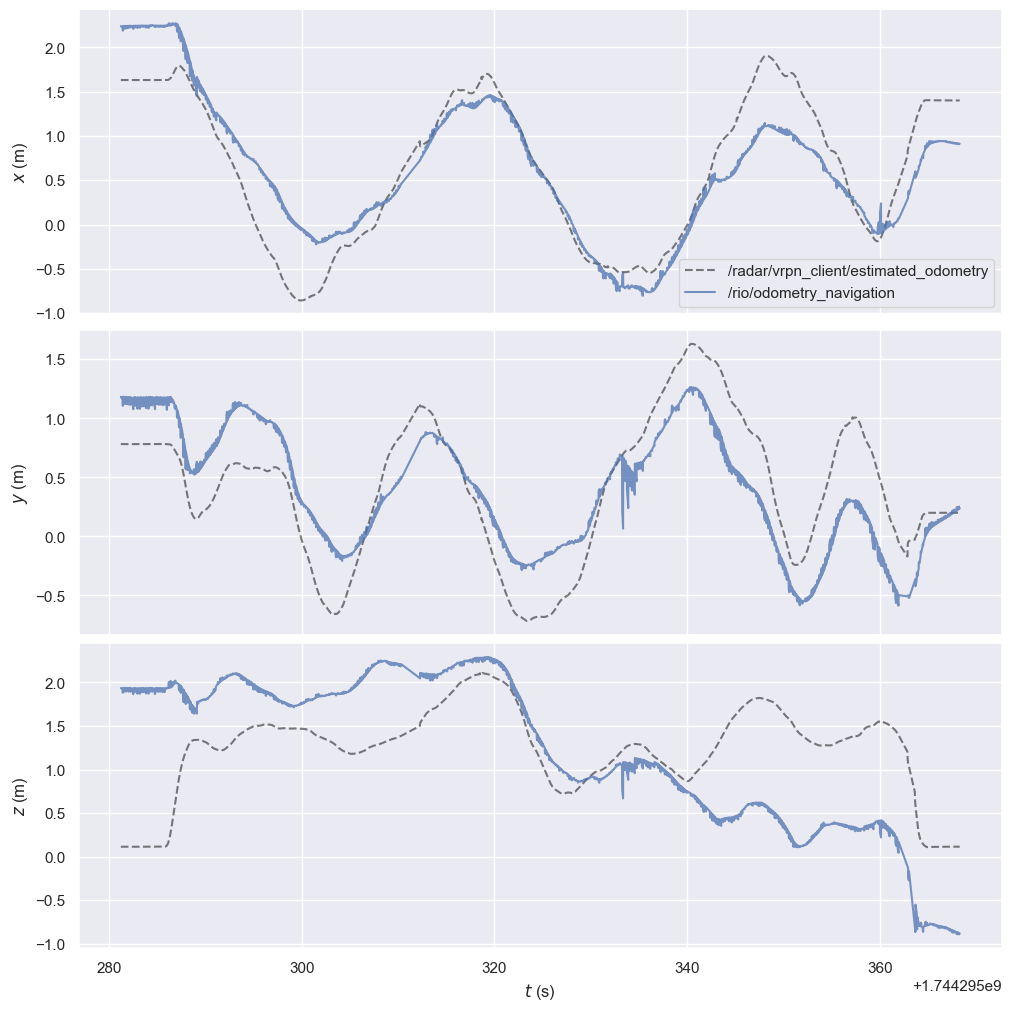 2.0
1.5
1.0
0.5
0.0
−0.5
−1.0
x (m)
/radar/vrpn_client/estimated_odometry
/rio/odometry_navigation
1.5
1.0
0.5
0.0
−0.5
y (m)
2.0
1.5
1.0
0.5
0.0
−0.5
−1.0
z (m)
280 300 320 340 360
+1.744295e9
t (s)